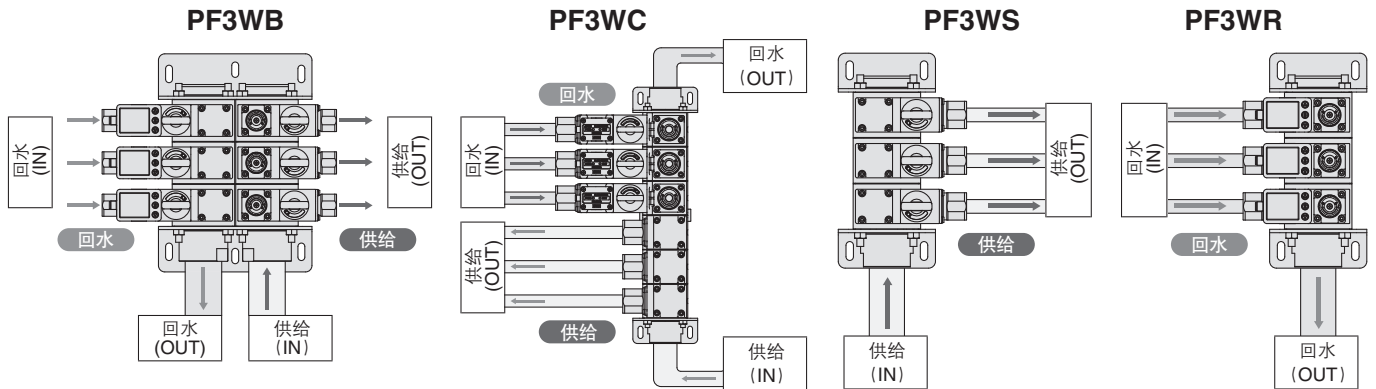 PF3WB
回水
(IN)
供给
(OUT)
回水
供给
回水
(OUT)
供给
(IN)
PF3WC
回水
(OUT)
回水
回水
(IN)
供给
(OUT)
供给
供给
(IN)
PF3WS
供给
(OUT)
供给
供给
(IN)
PF3WR
回水
(IN)
回水
回水
(OUT)